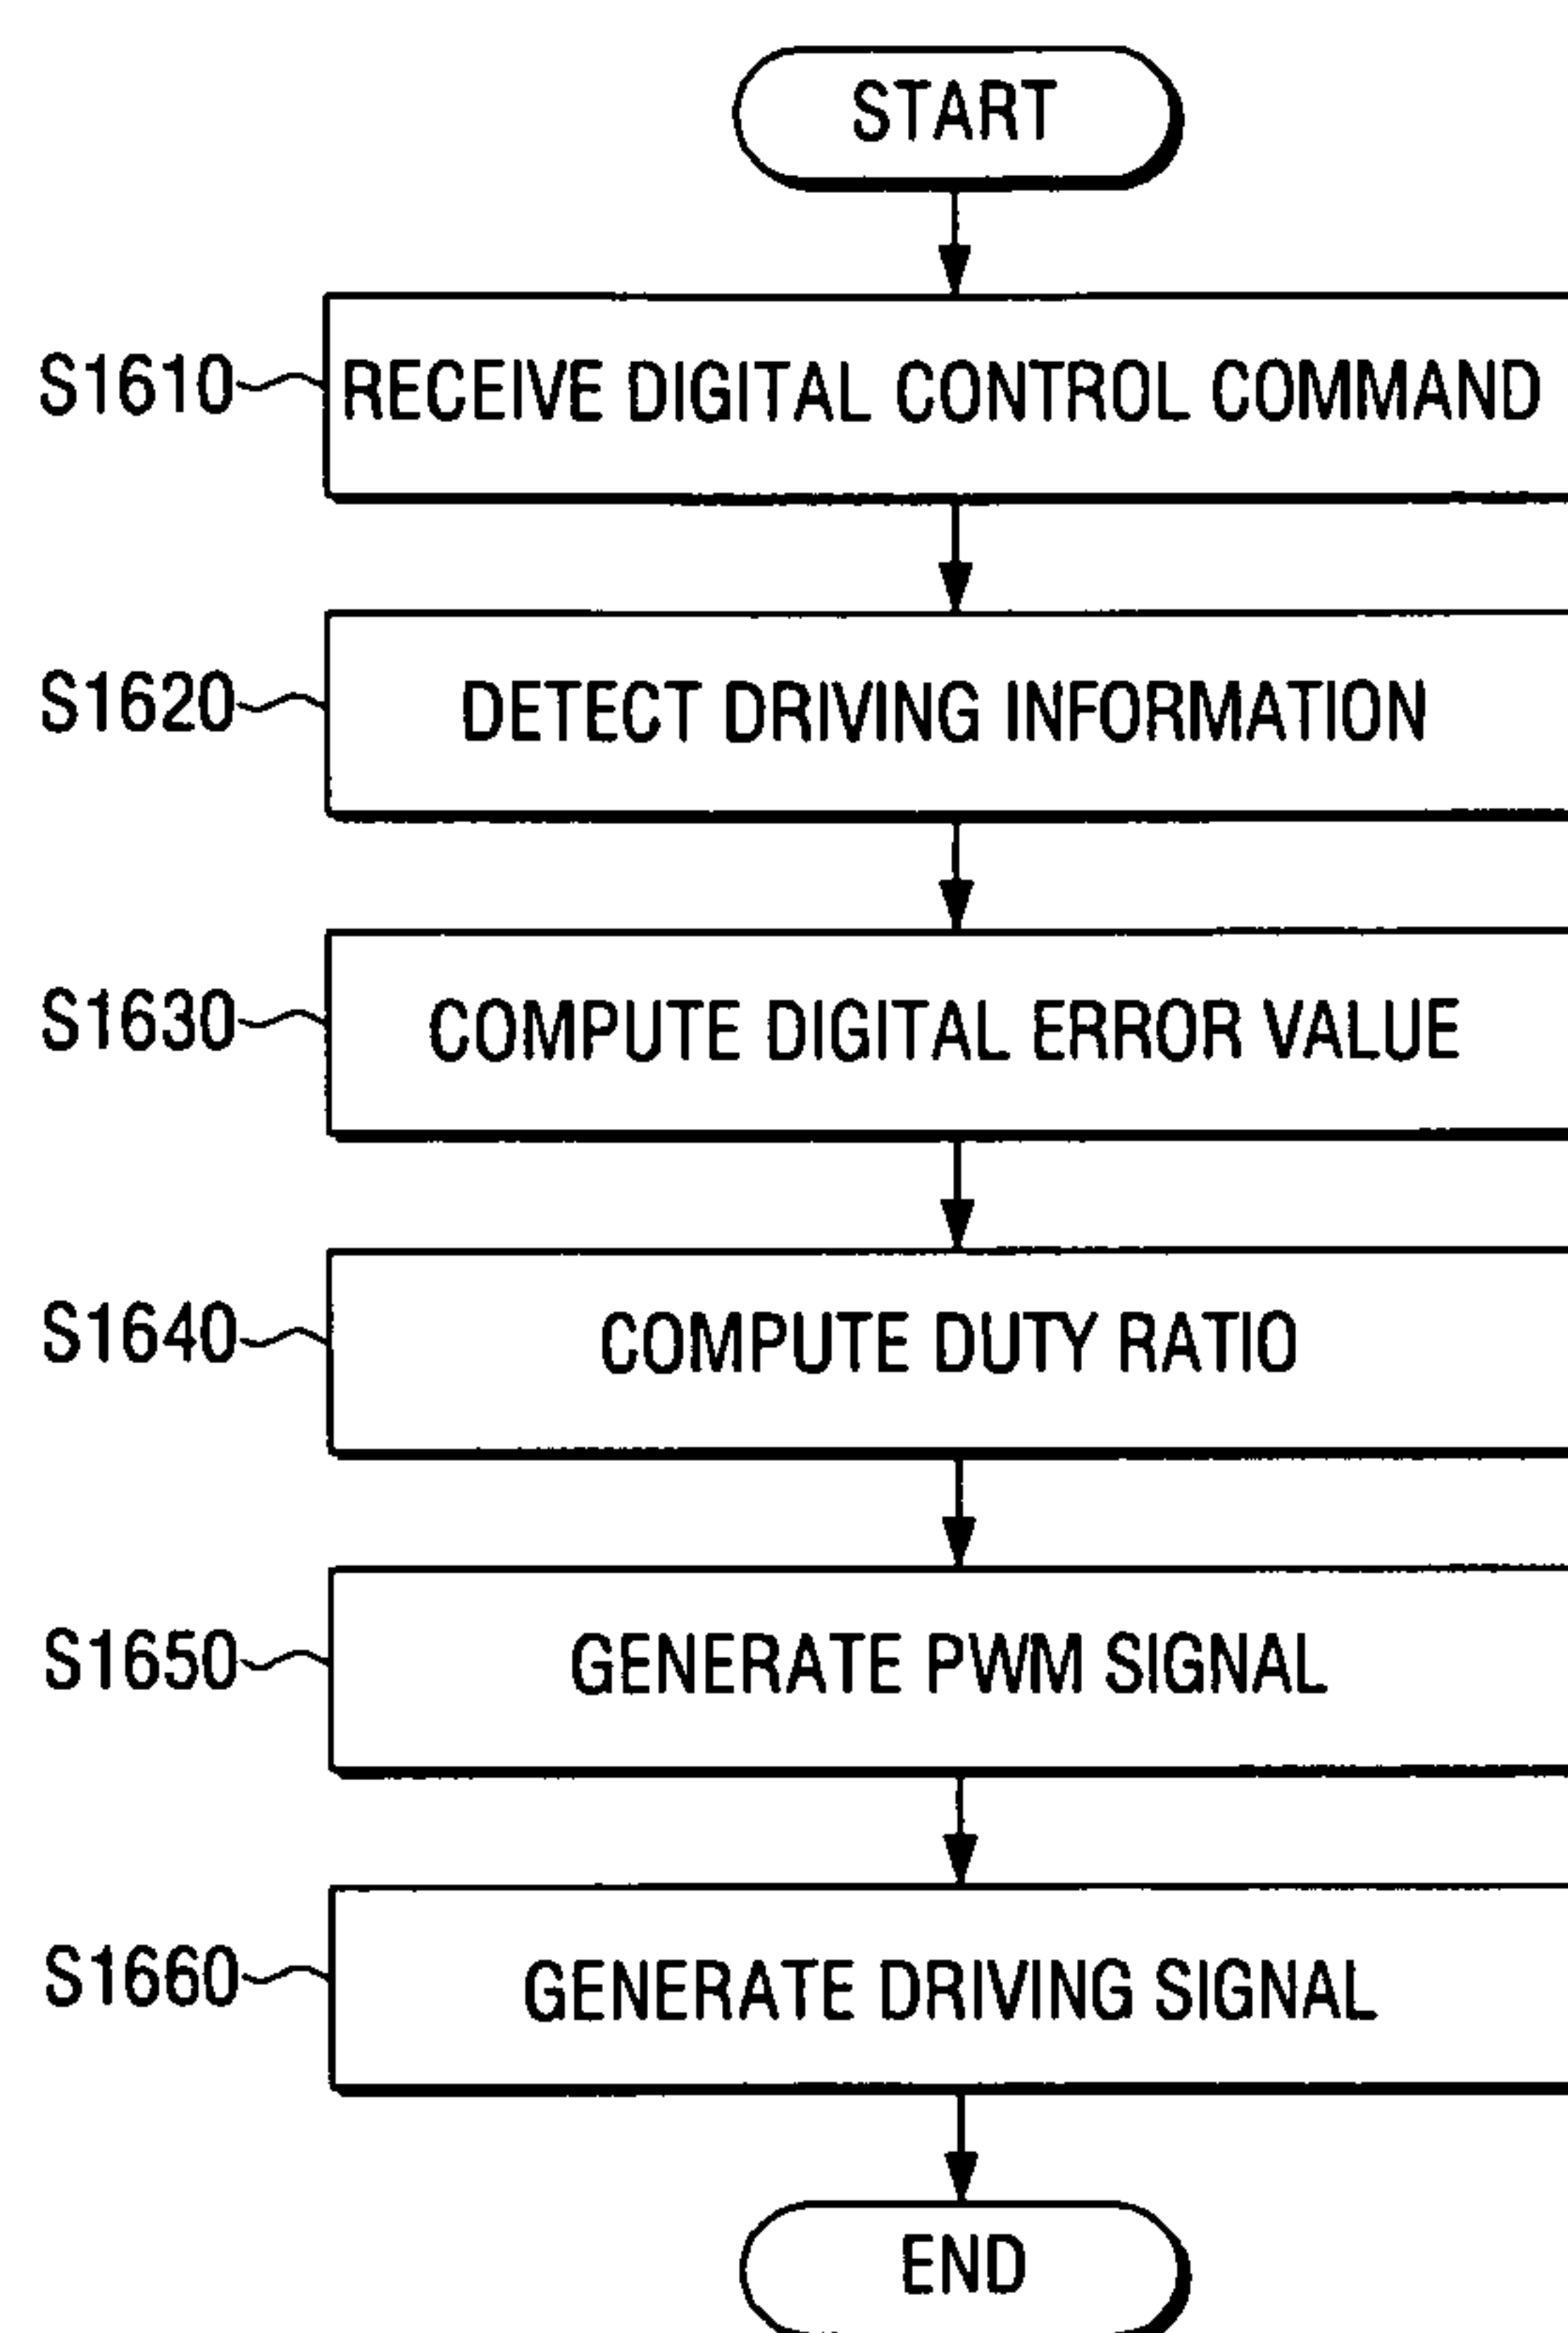 START
S1610 RECEIVE DIGITAL CONTROL COMMAND
S1620 DETECT DRIVING INFORMATION
S1630 COMPUTE DIGITAL ERROR VALUE
S1640 COMPUTE DUTY RATIO
S1650 GENERATE PWM SIGNAL
S1660 GENERATE DRIVING SIGNAL
END